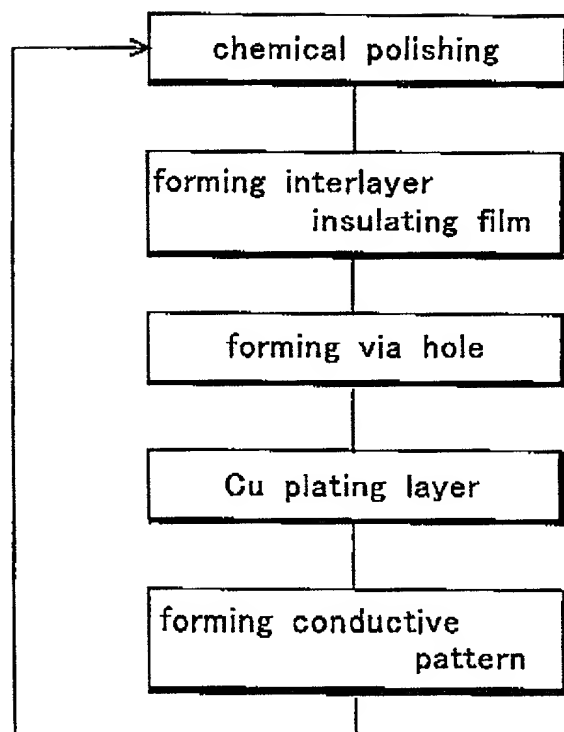 chemical polishing
forming interlayer
insulating film
forming via hole
Cu plating layer
forming conductive
pattern